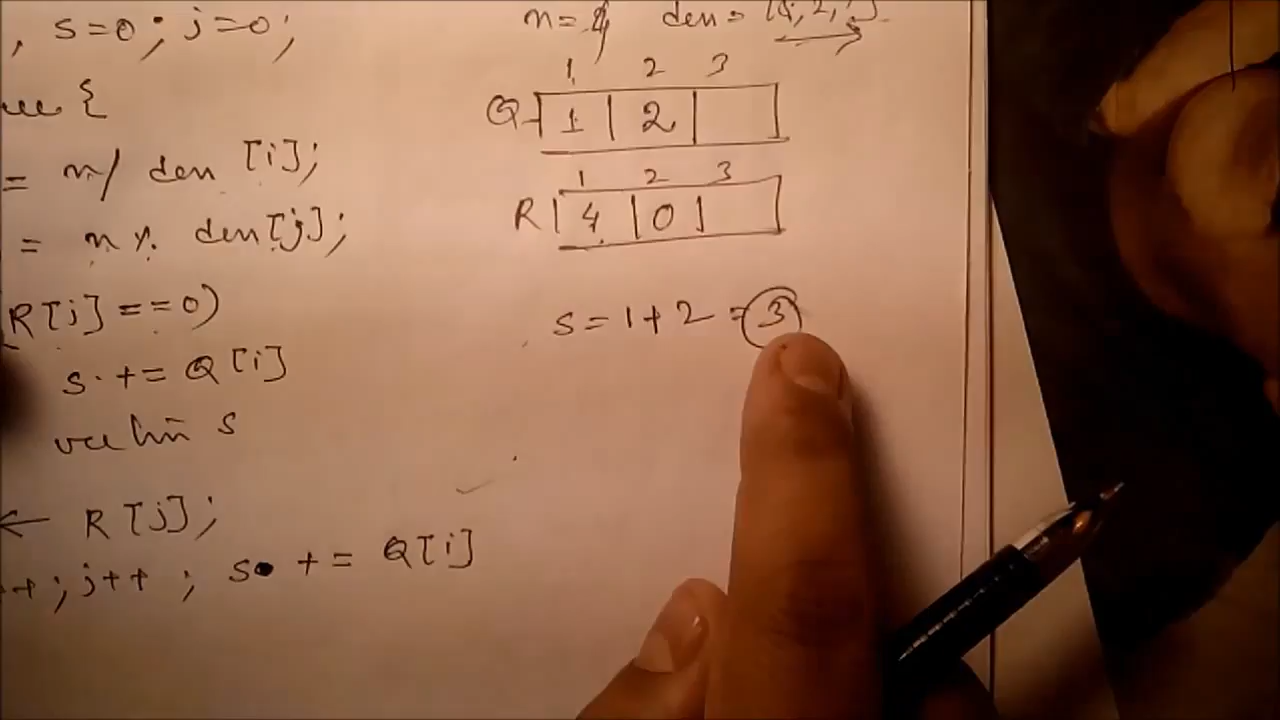 , s=0; j=0;
{
= n/ den [i];
= n % den[j];
(R[j]==0)
s += Q[i]
s
← R[j];
++; j++; s += Q[i]
n= den =
1 2 3
Q 1 2
1 2 3
R 4 0
s = 1 + 2 = 3